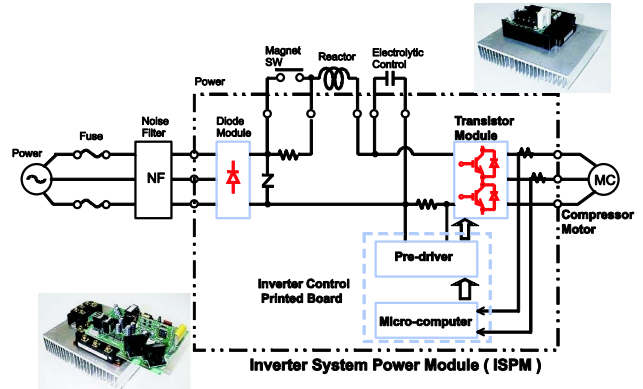 Magnet
SW
Reactor
Electrolytic
Control
Power
Fuse
Noise
Filter
Diode
Module
Transistor
Module
Power
NF
MC
Compressor
Motor
Pre-driver
Inverter Control
Printed Board
Micro-computer
Inverter System Power Module ( ISPM )